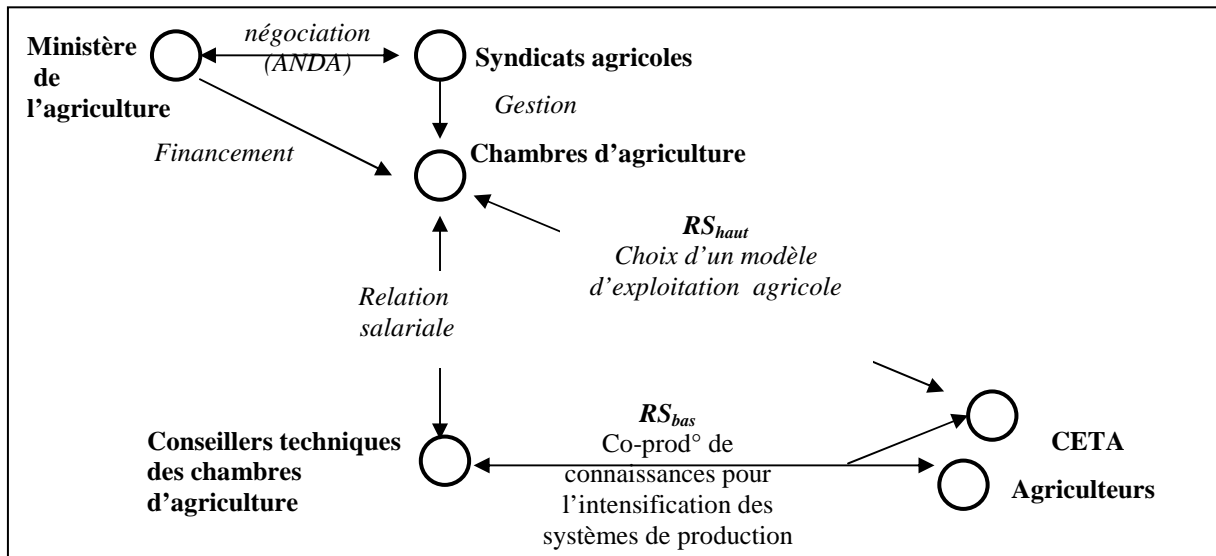 Ministère
de
l’agriculture
négociation
(ANDA)
Syndicats agricoles
Gestion
Financement
Chambres d’agriculture
RShaut
Choix d’un modèle
d’exploitation agricole
Relation
salariale
Conseillers techniques
des chambres
d’agriculture
RSbas
Co-prod° de
connaissances pour
l’intensification des
systèmes de production
CETA
Agriculteurs